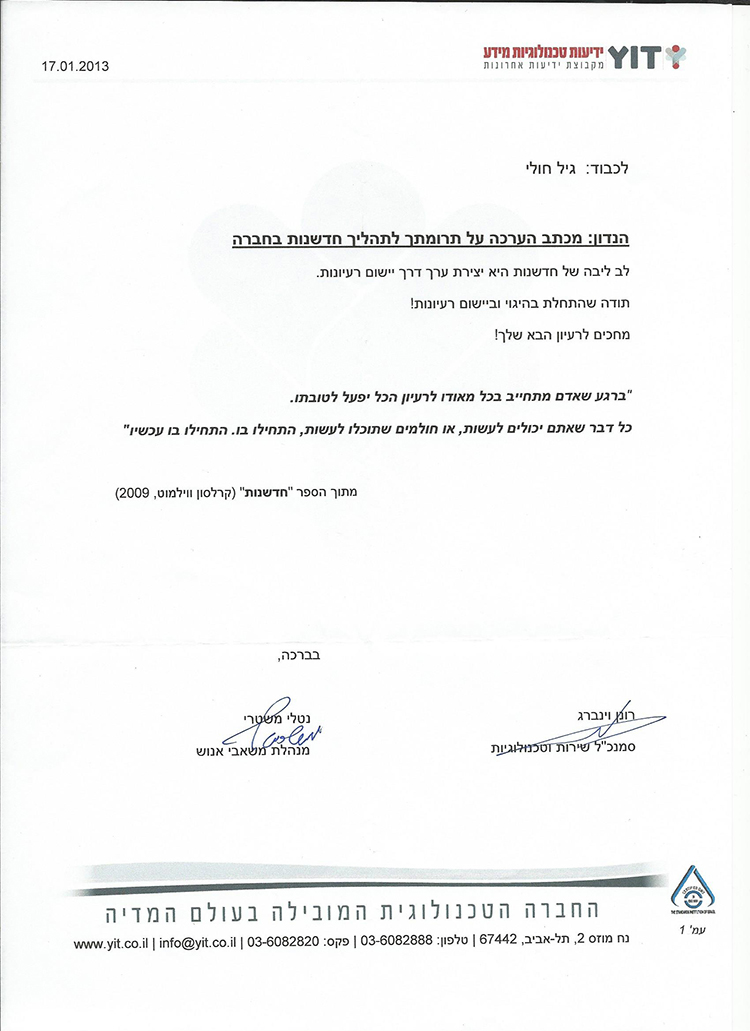 YIT ידיעות טכנולוגיות מידע
מקבוצת ידיעות אחרונות
17.01.2013
לכבוד: גיל חולי
הנדון: מכתב הערכה על תרומתך לתהליך חדשנות בחברה
לב ליבה של חדשנות היא יצירת ערך דרך יישום רעיונות.
תודה שהתחלת בהיגוי וביישום רעיונות!
מחכים לרעיון הבא שלך!
"ברגע שאדם מתחייב בכל מאודו לרעיון הכל יפעל לטובתו.
כל דבר שאתם יכולים לעשות, או חולמים שתוכלו לעשות, התחילו בו. התחילו בו עכשיו"
מתוך הספר "חדשנות" (קרלסון ווילמוט, 2009)
בברכה,
רונן וינברג
סמנכ"ל שירות וטכנולוגיות
נטלי משטרי
מנהלת משאבי אנוש
החברה הטכנולוגית המובילה בעולם המדיה
נח מוזס 2, תל-אביב, 67442 | טלפון: 03-6082888 | פקס: 03-6082820 | info@yit.co.il | www.yit.co.il
THE STANDARDS INSTITUTION OF ISRAEL
עמ' 1